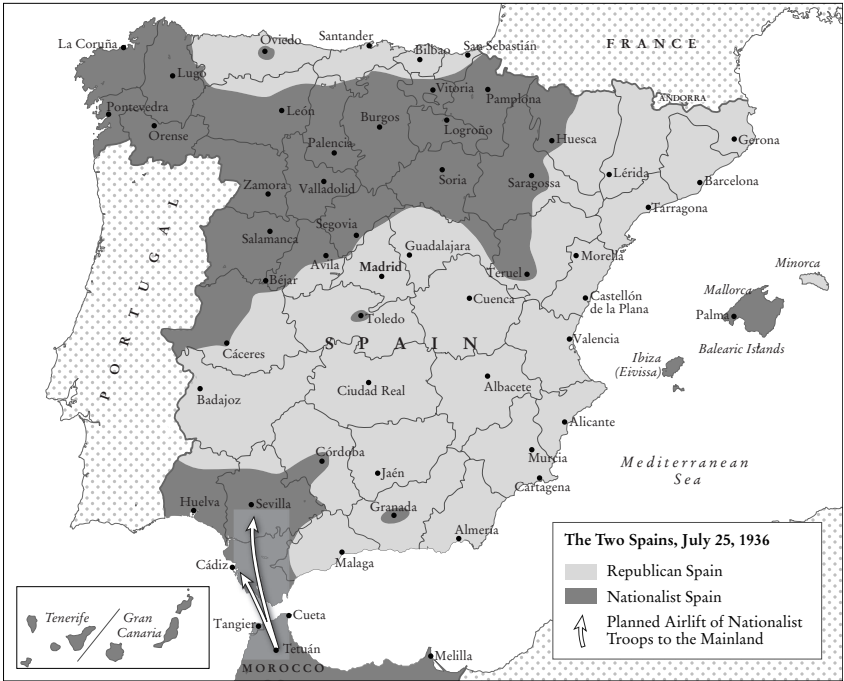 FRANCE
La Coruña
Oviedo
Santander
Bilbao
San Sebastián
Lugo
Vitoria
Pamplona
ANDORRA
Pontevedra
León
Burgos
Logroño
Orense
Palencia
Huesca
Gerona
Zamora
Valladolid
Soria
Saragossa
Lérida
Barcelona
Tarragona
Salamanca
Segovia
Guadalajara
Avila
Madrid
Teruel
Morella
Minorca
Béjar
Mallorca
Cuenca
Castellón
de la Plana
Toledo
Palma
SPAIN
Valencia
Balearic Islands
Cáceres
Ibiza
(Eivissa)
PORTUGAL
Badajoz
Ciudad Real
Albacete
Alicante
Córdoba
Murcia
Mediterranean
Sea
Jaén
Cartagena
Huelva
Sevilla
Granada
Almería
Cádiz
Malaga
The Two Spains, July 25, 1936
Republican Spain
Nationalist Spain
Planned Airlift of Nationalist
Troops to the Mainland
Tenerife
Gran
Canaria
Tangier
Cueta
Tetuán
MOROCCO
Melilla